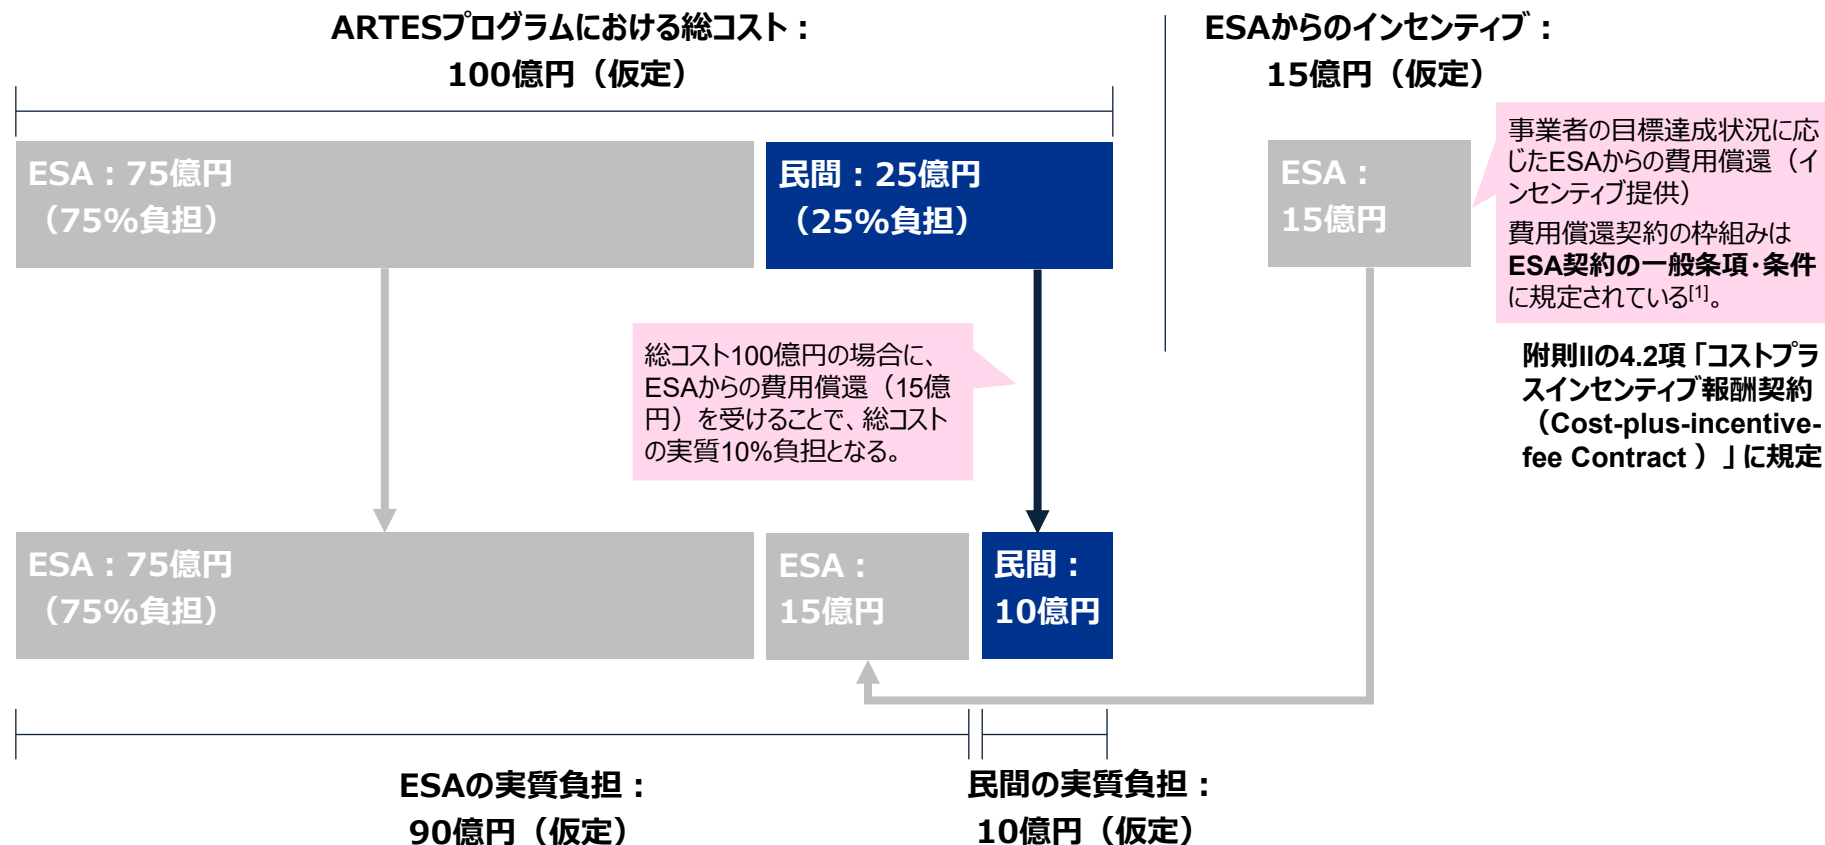 ARTESプログラムにおける総コスト：
100億円（仮定）
ESAからのインセンティブ：
15億円（仮定）
ESA：75億円
（75%負担）
民間：25億円
（25%負担）
ESA：
15億円
事業者の目標達成状況に応
じたESAからの費用償還（イ
ンセンティブ提供）
費用償還契約の枠組みは
ESA契約の一般条項・条件
に規定されている[1]。
附則IIの4.2項「コストプラ
スインセンティブ報酬契約
（Cost-plus-incentive-
fee Contract ）」に規定
総コスト100億円の場合に、
ESAからの費用償還（15億
円）を受けることで、総コスト
の実質10%負担となる。
ESA：75億円
（75%負担）
ESA：
15億円
民間：
10億円
ESAの実質負担：
90億円（仮定）
民間の実質負担：
10億円（仮定）